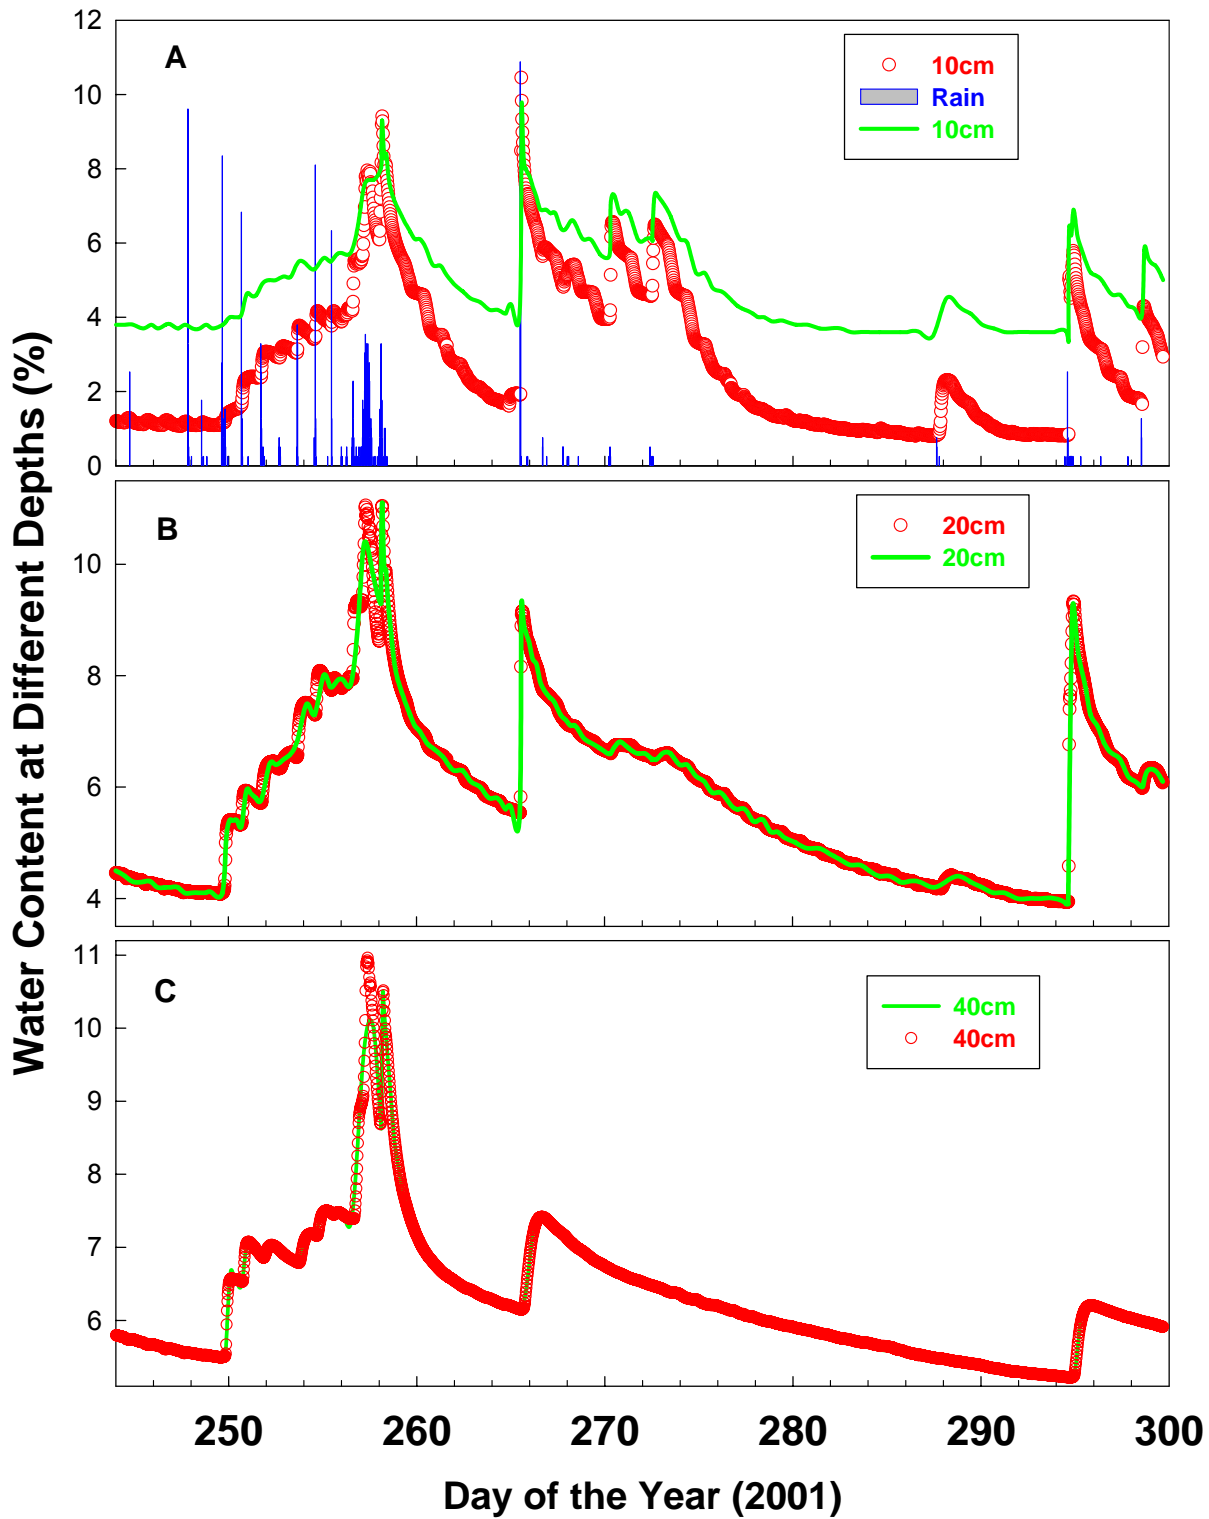 Water Content at Different Depths (%)
12
10
8
6
4
2
0
A
10cm
Rain
10cm
10
8
6
4
B
20cm
20cm
11
10
9
8
7
6
C
40cm
40cm
250 260 270 280 290 300
Day of the Year (2001)